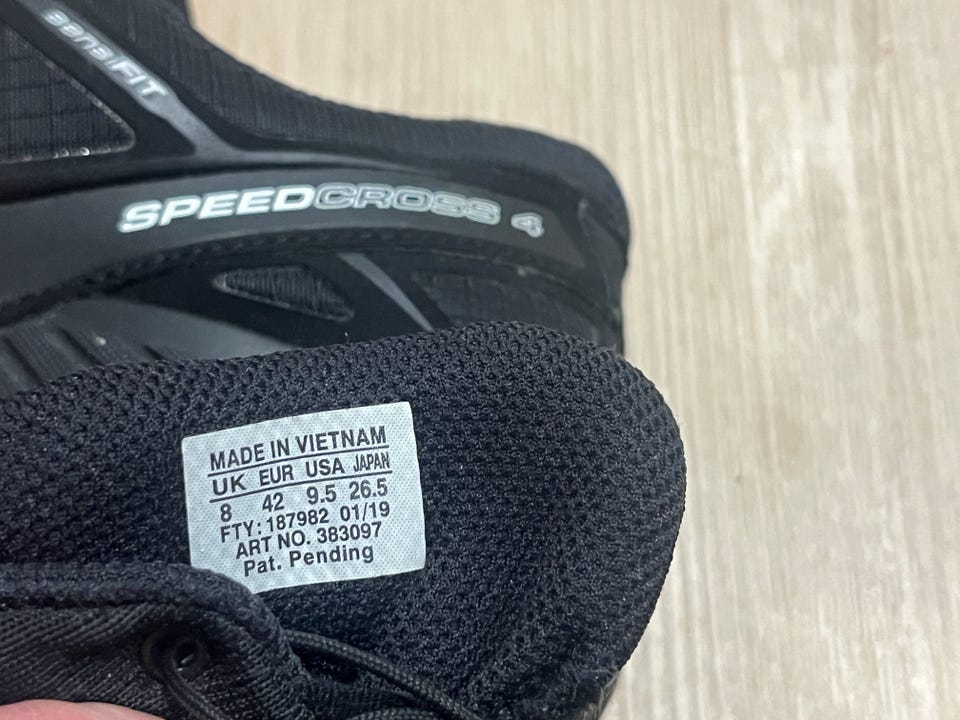 sensiFIT
SPEEDCROSS 4
MADE IN VIETNAM
UK EUR USA JAPAN
8 42 9.5 26.5
FTY: 187982 01/19
ART NO. 383097
Pat. Pending